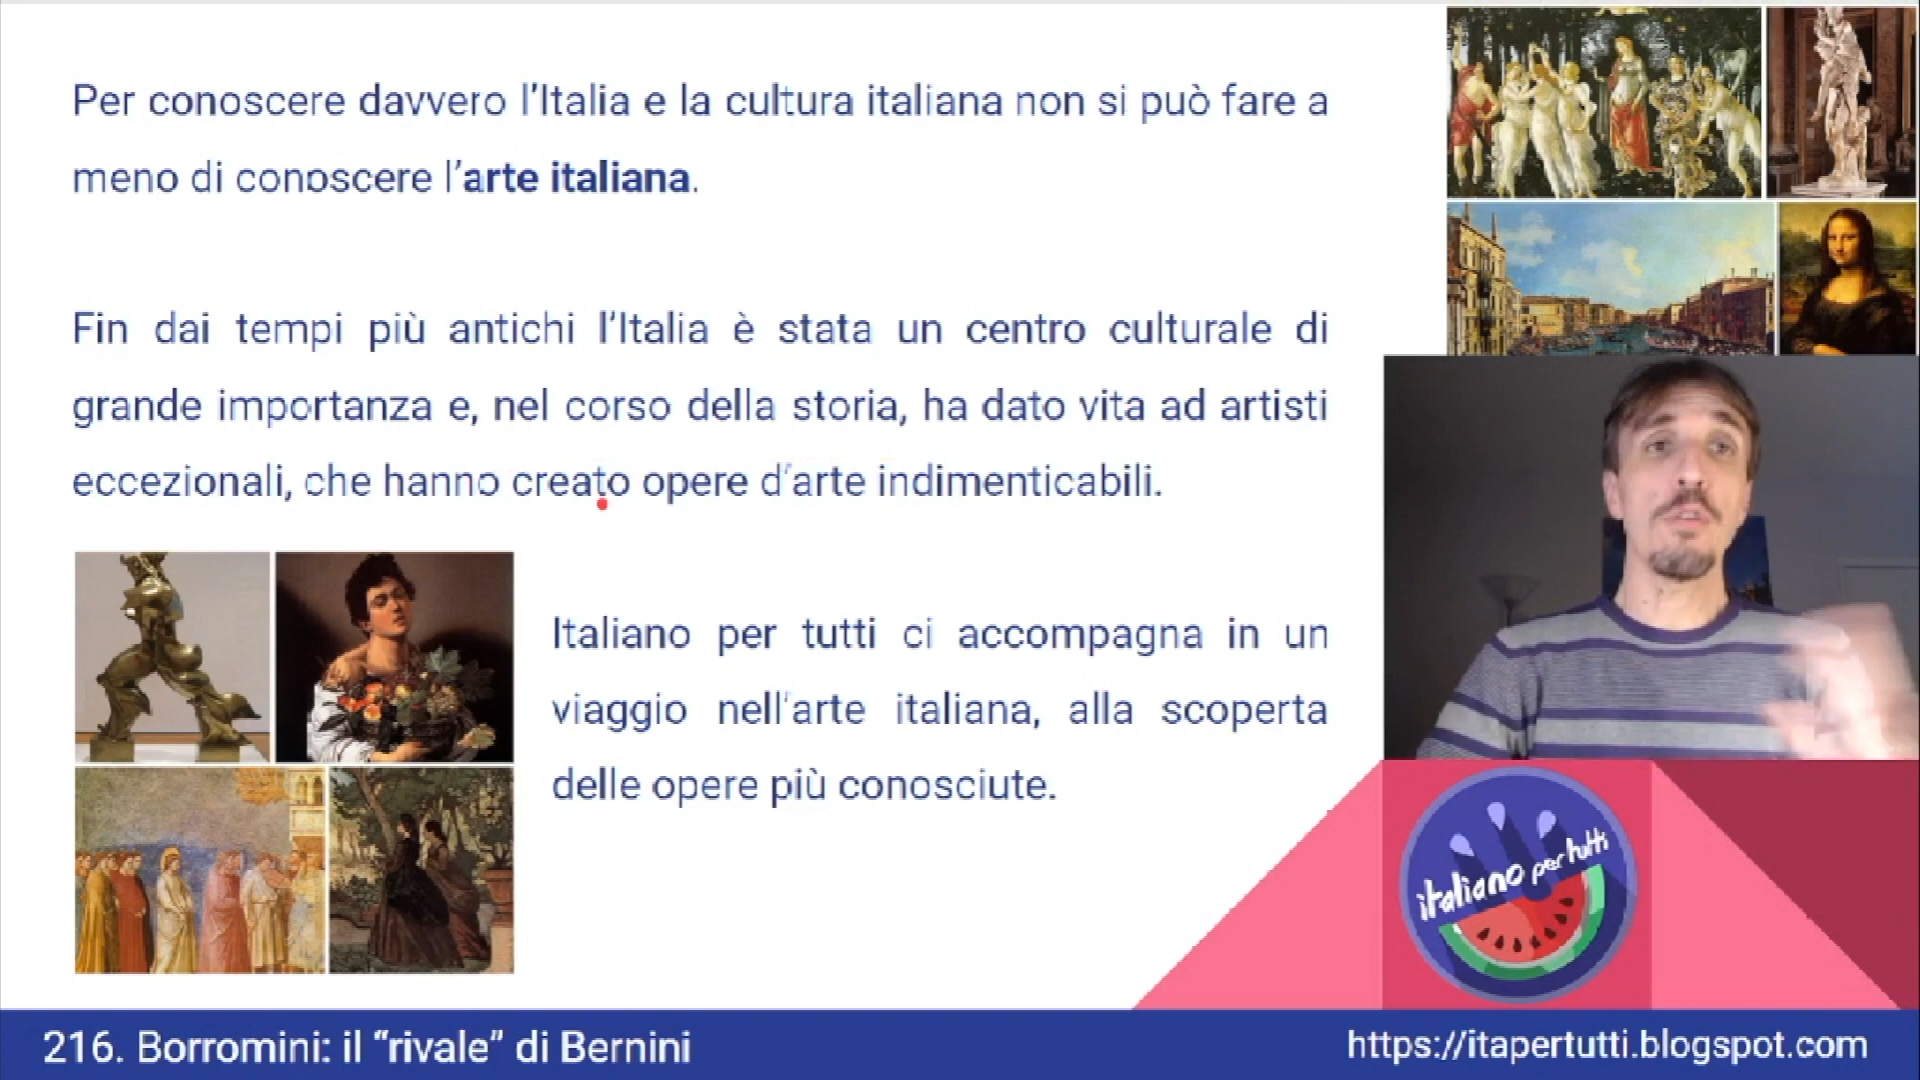 Per conoscere davvero l'Italia e la cultura italiana non si può fare a
meno di conoscere l'arte italiana.
Fin dai tempi più antichi l'Italia è stata un centro culturale di
grande importanza e, nel corso della storia, ha dato vita ad artisti
eccezionali, che hanno creato opere d'arte indimenticabili.
Italiano per tutti ci accompagna in un
viaggio nell'arte italiana, alla scoperta
delle opere più conosciute.
italiano per tutti
216. Borromini: il “rivale” di Bernini
https://itapertutti.blogspot.com